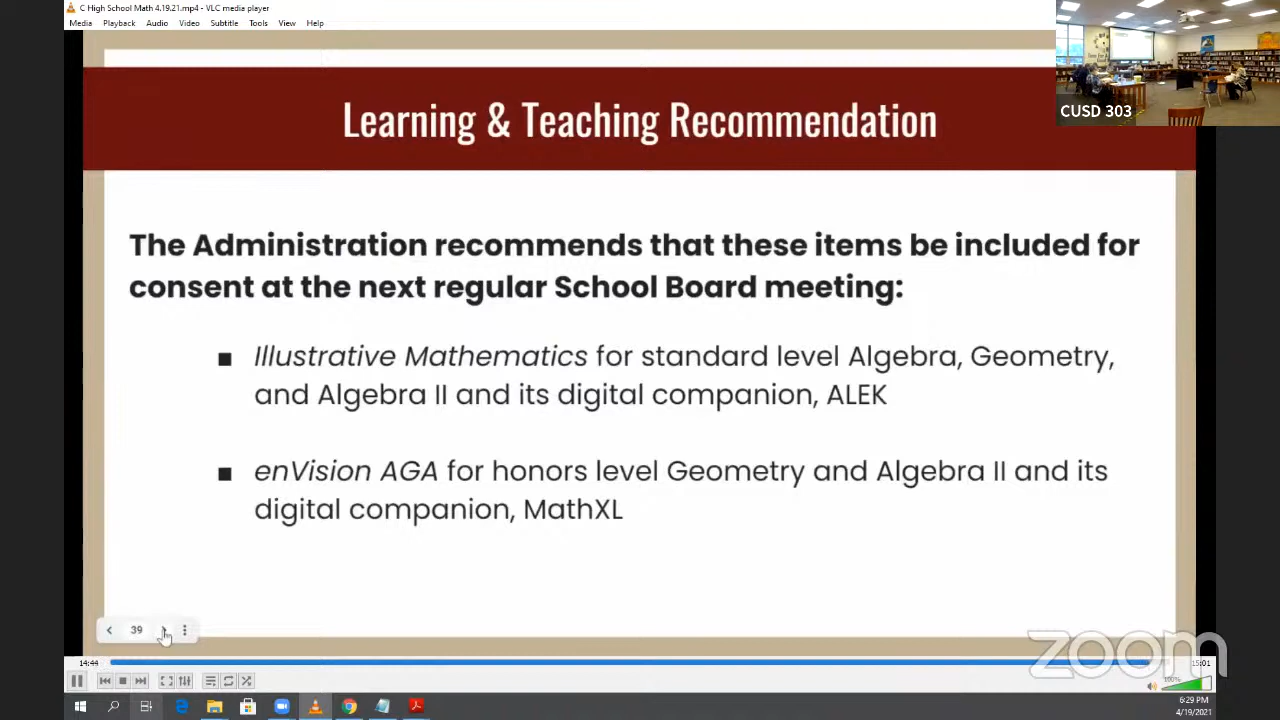 C High School Math 4.19.21.mp4 - VLC media player
Media Playback Audio Video Subtitle Tools View Help
CUSD 303
Learning & Teaching Recommendation
The Administration recommends that these items be included for
consent at the next regular School Board meeting:
■ Illustrative Mathematics for standard level Algebra, Geometry,
and Algebra II and its digital companion, ALEK
■ enVision AGA for honors level Geometry and Algebra II and its
digital companion, MathXL
39
zoom
14:44
15:01
100%
6:29 PM
4/19/2021